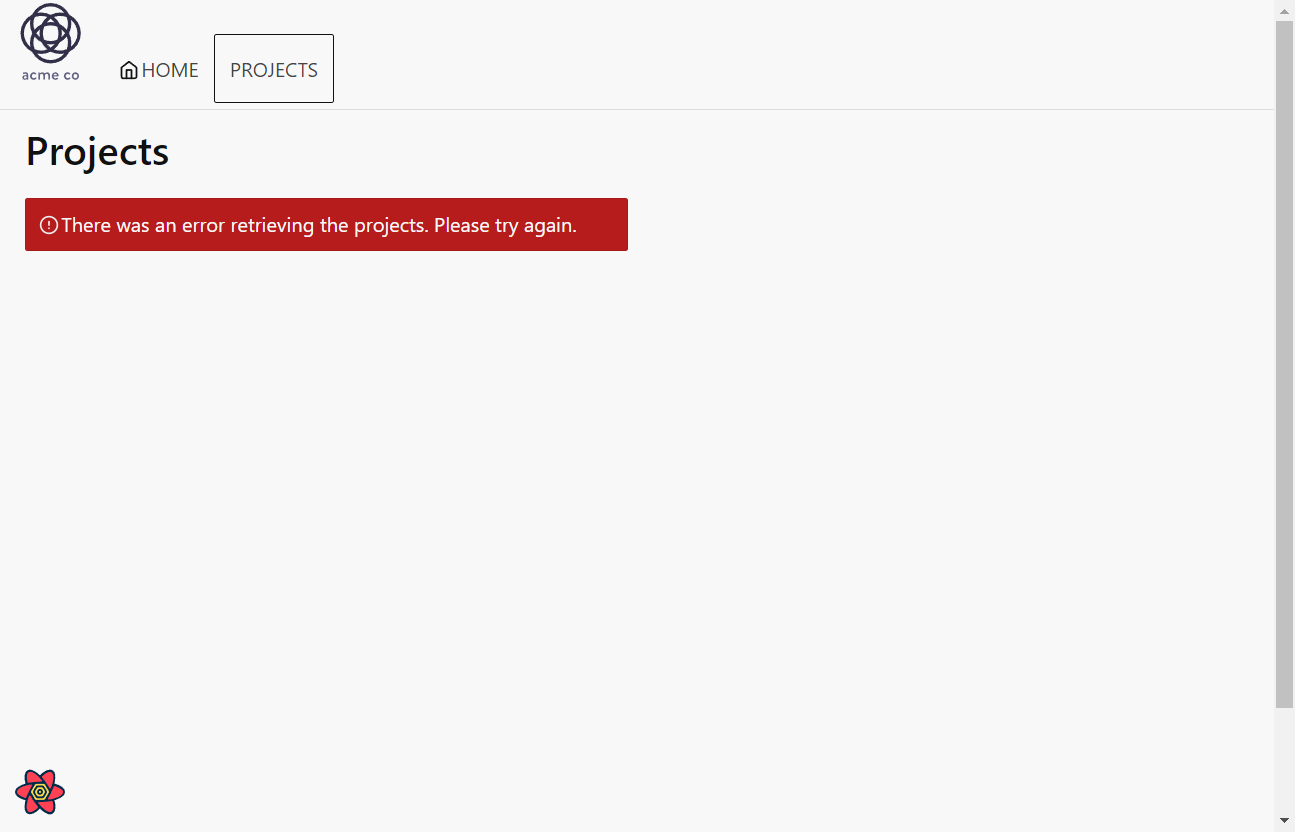 acme co
HOME
PROJECTS
Projects
There was an error retrieving the projects. Please try again.